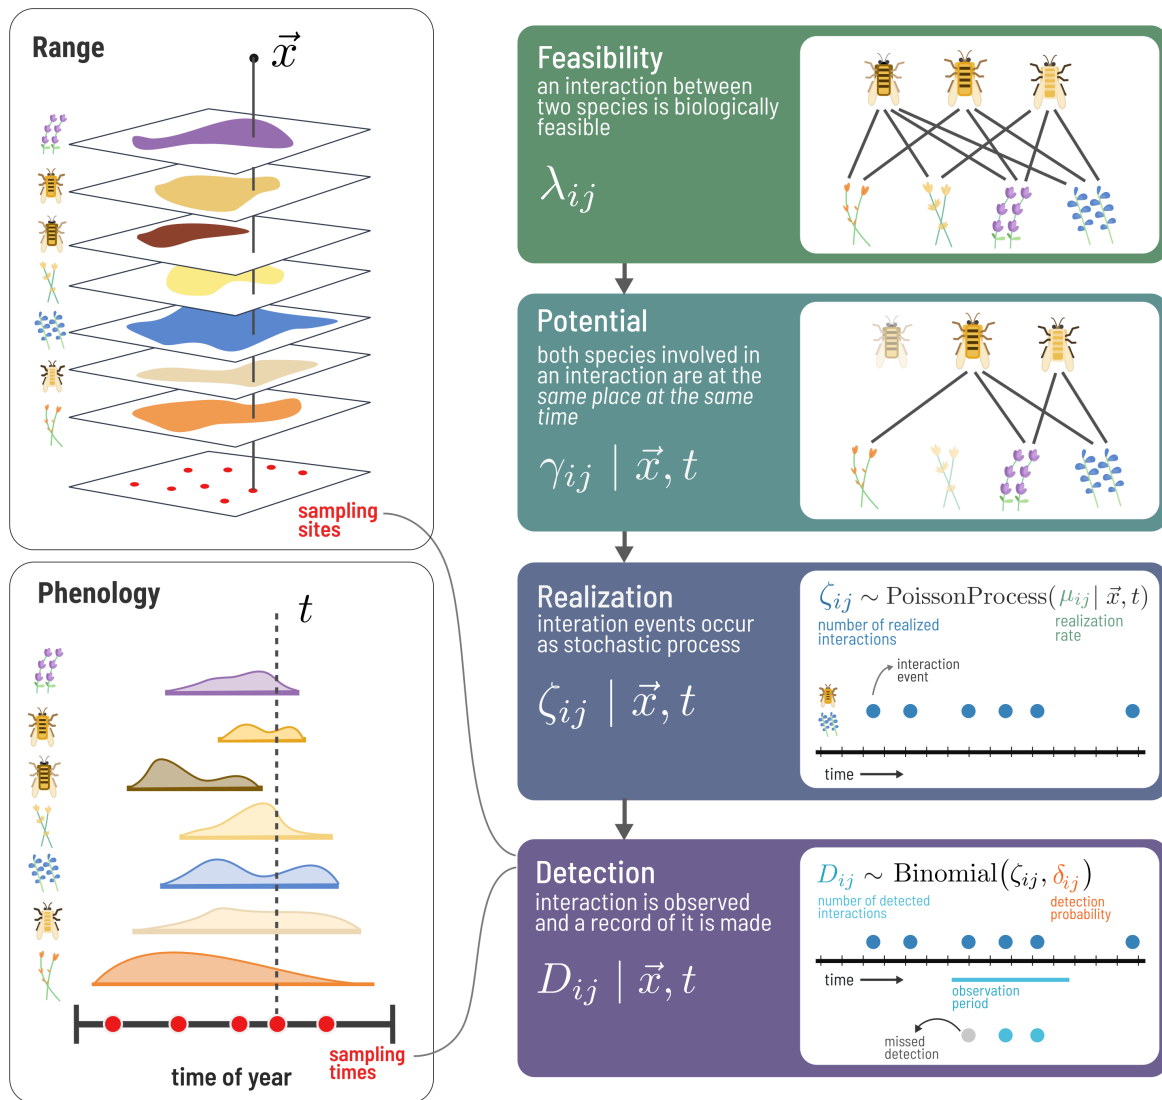 Range
x⃗
sampling
sites
Phenology
t
sampling
times
time of year
Feasibility
an interaction between
two species is biologically
feasible
λij
Potential
both species involved in
an interaction are at the
same place at the same
time
γij | x⃗, t
Realization
interation events occur
as stochastic process
ζij | x⃗, t
ζij ~ PoissonProcess(μij | x⃗, t)
number of realized
interactions
realization
rate
interaction
event
time
Detection
interaction is observed
and a record of it is made
Dij | x⃗, t
Dij ~ Binomial(ζij, δij)
number of detected
interactions
detection
probability
time
observation
period
missed
detection